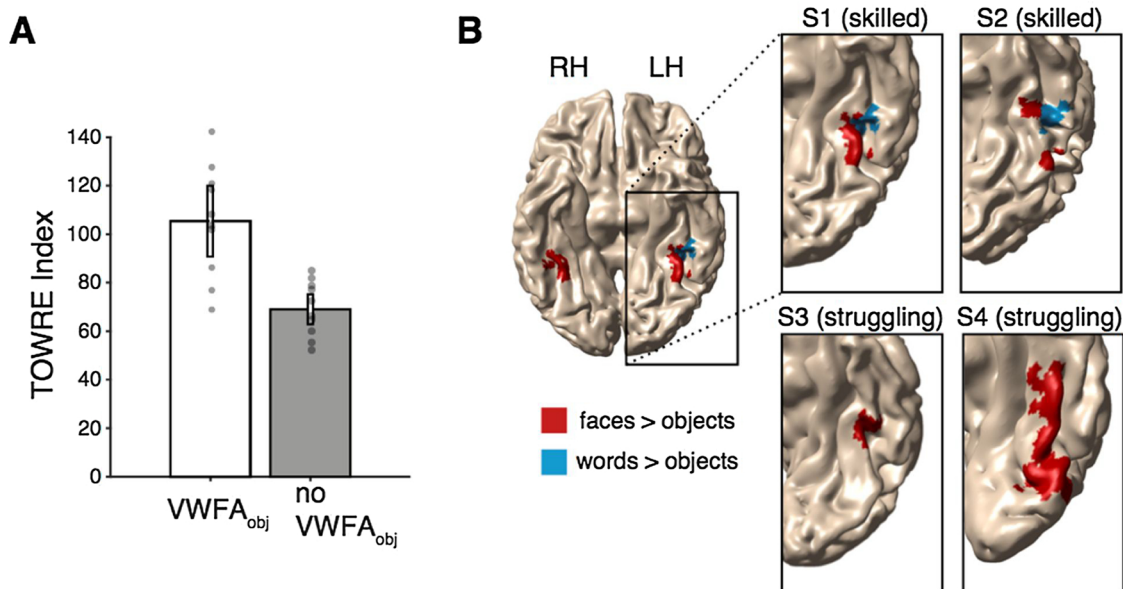 A
TOWRE Index
140
120
100
80
60
40
20
0
VWFAobj
no
VWFAobj
B
RH LH
S1 (skilled)
S2 (skilled)
S3 (struggling)
S4 (struggling)
faces > objects
words > objects